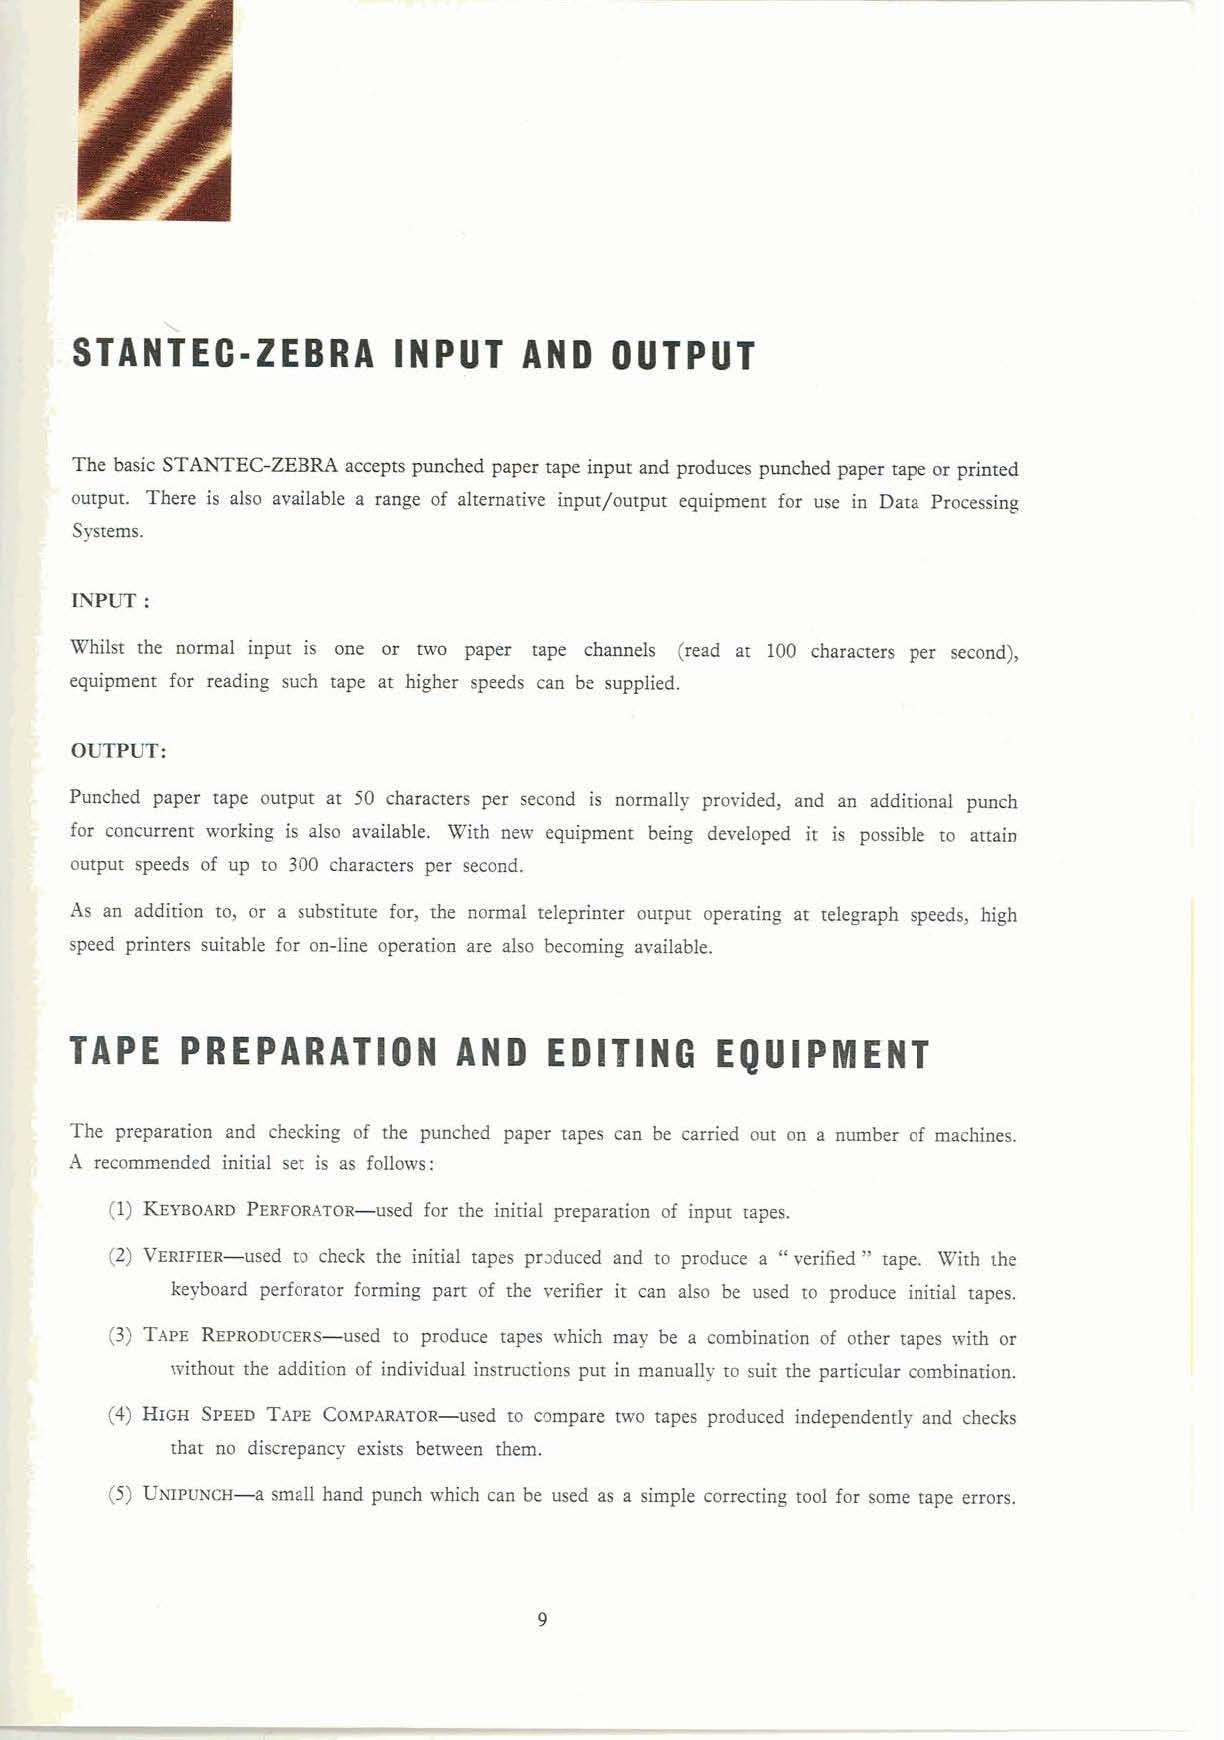 STANTEC-ZEBRA INPUT AND OUTPUT
The basic STANTEC-ZEBRA accepts punched paper tape input and produces punched paper tape or printed
output. There is also available a range of alternative input/output equipment for use in Data Processing
Systems.
INPUT :
Whilst the normal input is one or two paper tape channels (read at 100 characters per second),
equipment for reading such tape at higher speeds can be supplied.
OUTPUT:
Punched paper tape output at 50 characters per second is normally provided, and an additional punch
for concurrent working is also available. With new equipment being developed it is possible to attain
output speeds of up to 300 characters per second.
As an addition to, or a substitute for, the normal teleprinter output operating at telegraph speeds, high
speed printers suitable for on-line operation are also becoming available.
TAPE PREPARATION AND EDITING EQUIPMENT
The preparation and checking of the punched paper tapes can be carried out on a number of machines.
A recommended initial set is as follows:
(1) KEYBOARD PERFORATOR—used for the initial preparation of input tapes.
(2) VERIFIER—used to check the initial tapes produced and to produce a “ verified ” tape. With the
keyboard perforator forming part of the verifier it can also be used to produce initial tapes.
(3) TAPE REPRODUCERS—used to produce tapes which may be a combination of other tapes with or
without the addition of individual instructions put in manually to suit the particular combination.
(4) HIGH SPEED TAPE COMPARATOR—used to compare two tapes produced independently and checks
that no discrepancy exists between them.
(5) UNIPUNCH—a small hand punch which can be used as a simple correcting tool for some tape errors.
9